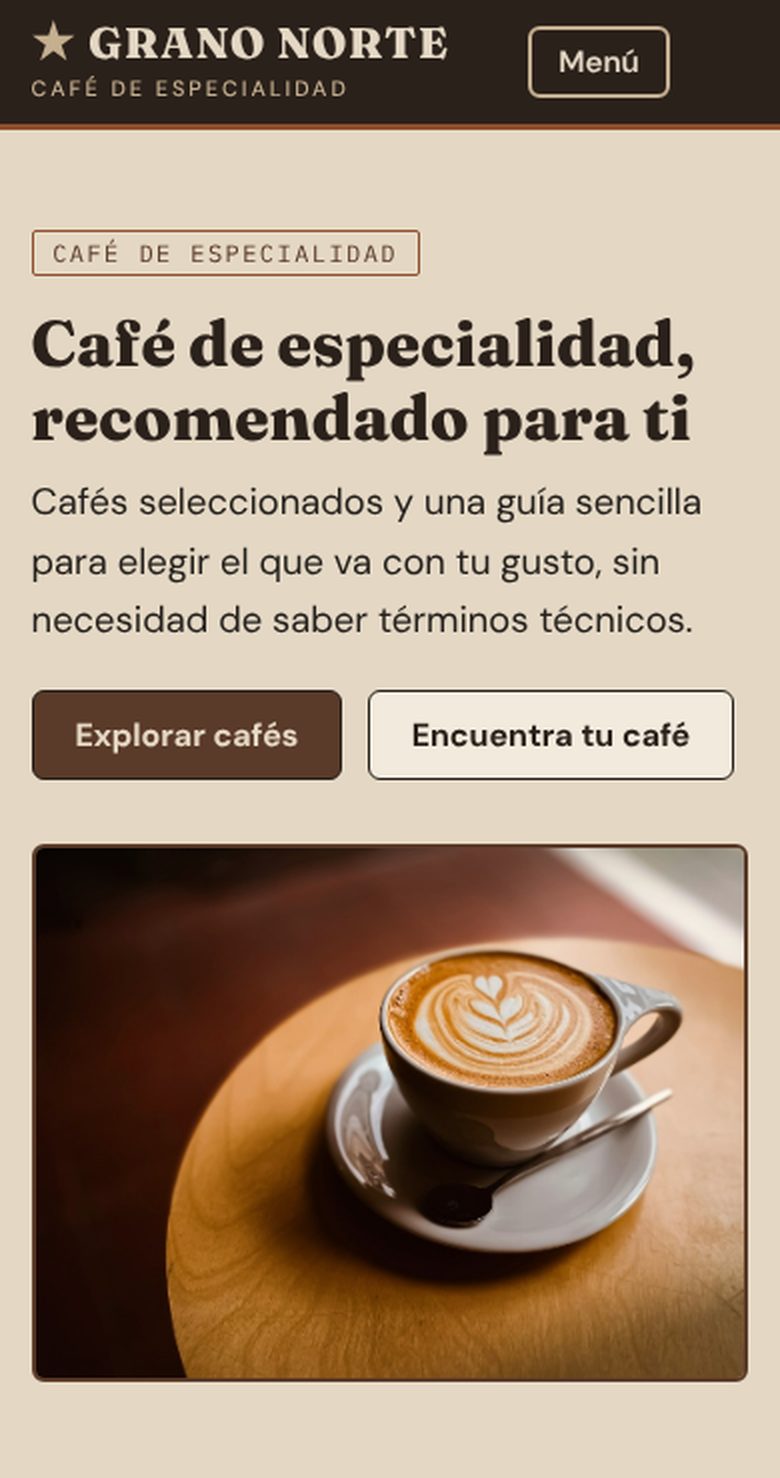 ★ GRANO NORTE
CAFÉ DE ESPECIALIDAD
Menú
CAFÉ DE ESPECIALIDAD
Café de especialidad,
recomendado para ti
Cafés seleccionados y una guía sencilla
para elegir el que va con tu gusto, sin
necesidad de saber términos técnicos.
Explorar cafés
Encuentra tu café